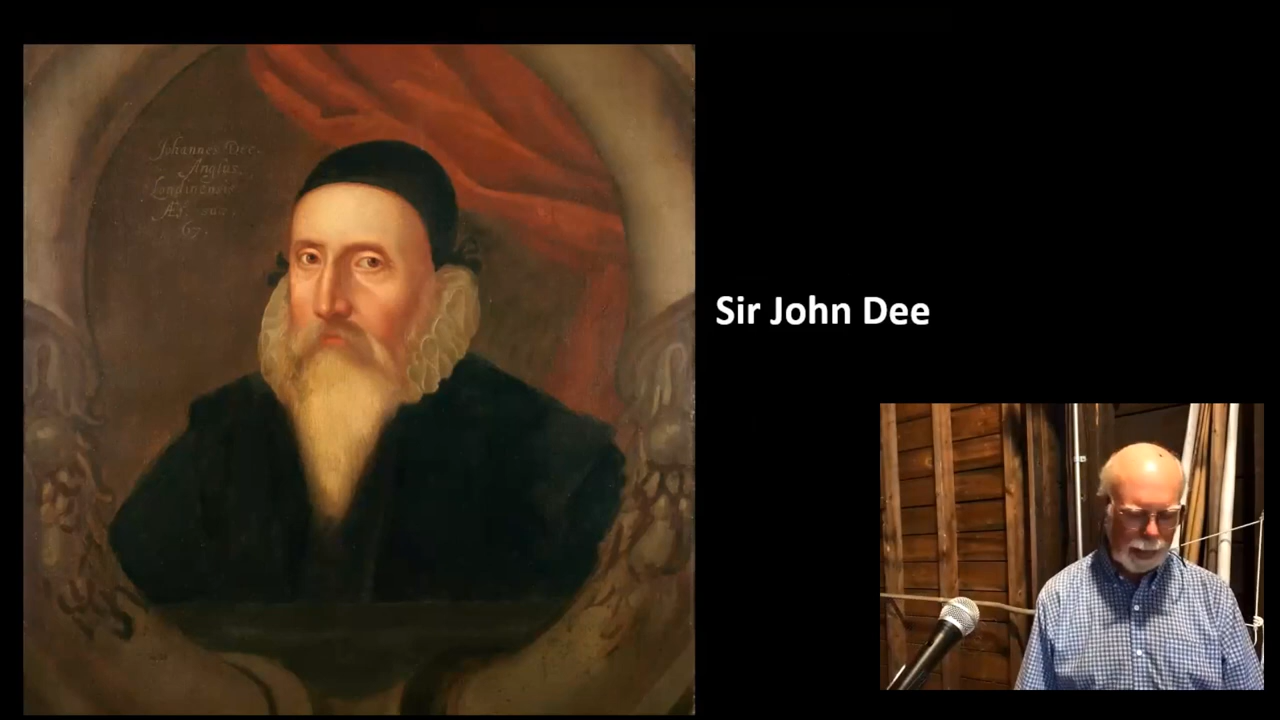 Johannes Dee.
Anglus.
Londinensis
Æt. suæ.
67.
Sir John Dee